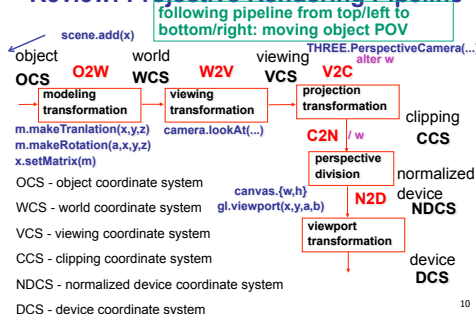 Review: Projective Rendering Pipeline
following pipeline from top/left to
bottom/right: moving object POV
scene.add(x)
THREE.PerspectiveCamera(...)
alter w
object
world
viewing
OCS
O2W
WCS
W2V
VCS
V2C
modeling
transformation
viewing
transformation
projection
transformation
clipping
CCS
m.makeTranlation(x,y,z)
m.makeRotation(a,x,y,z)
x.setMatrix(m)
camera.lookAt(...)
C2N
/ w
perspective
division
normalized
device
NDCS
OCS - object coordinate system
WCS - world coordinate system
canvas.{w,h}
gl.viewport(x,y,a,b)
N2D
VCS - viewing coordinate system
viewport
transformation
CCS - clipping coordinate system
device
DCS
NDCS - normalized device coordinate system
DCS - device coordinate system
10